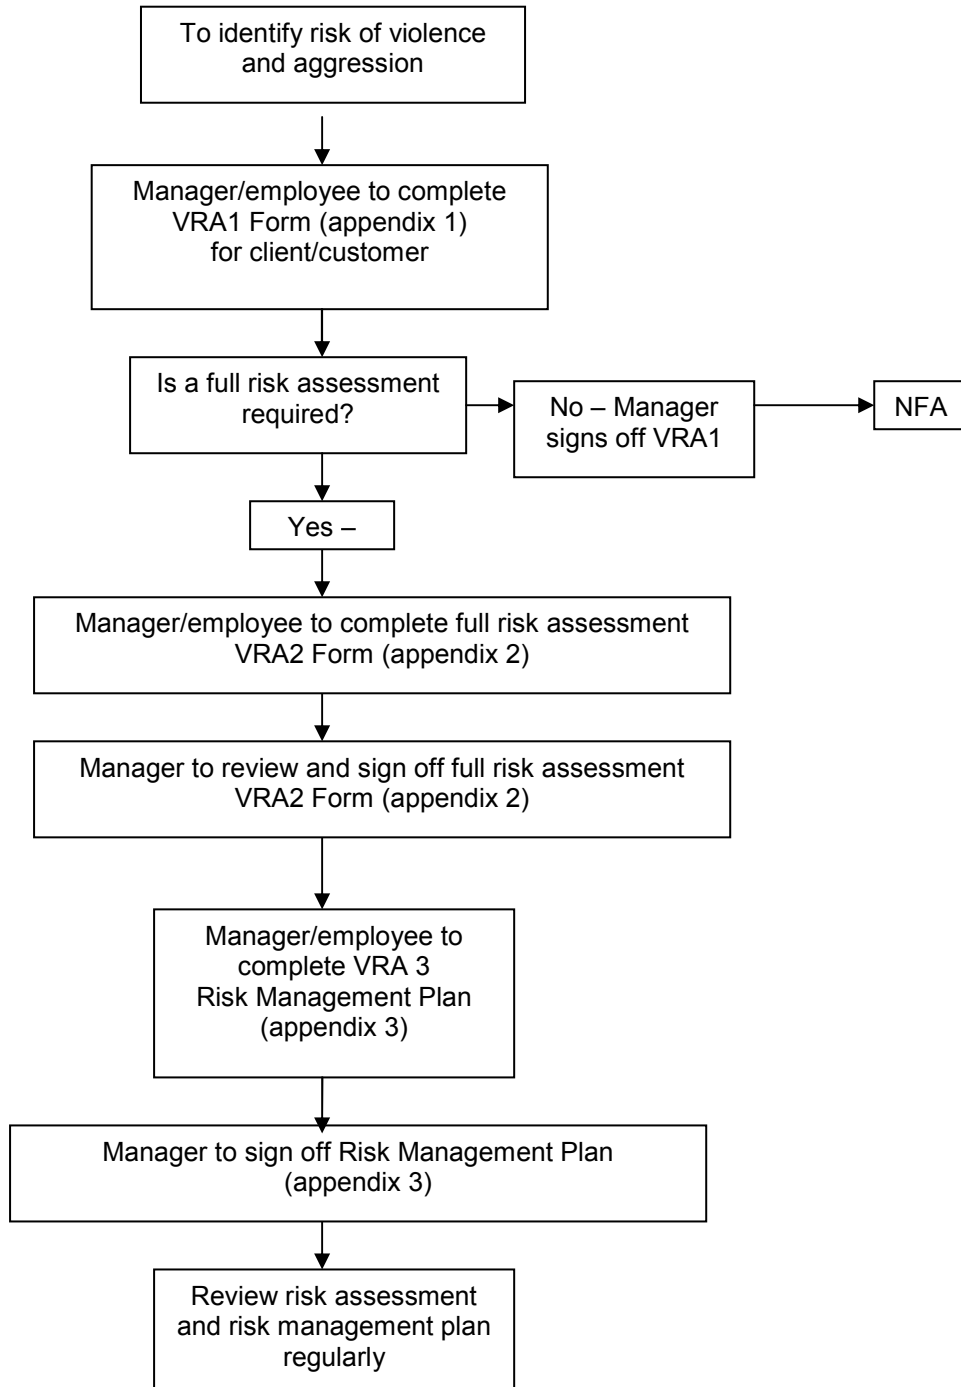 To identify risk of violence
and aggression
Manager/employee to complete
VRA1 Form (appendix 1)
for client/customer
Is a full risk assessment
required?
No – Manager
signs off VRA1
NFA
Yes –
Manager/employee to complete full risk assessment
VRA2 Form (appendix 2)
Manager to review and sign off full risk assessment
VRA2 Form (appendix 2)
Manager/employee to
complete VRA 3
Risk Management Plan
(appendix 3)
Manager to sign off Risk Management Plan
(appendix 3)
Review risk assessment
and risk management plan
regularly